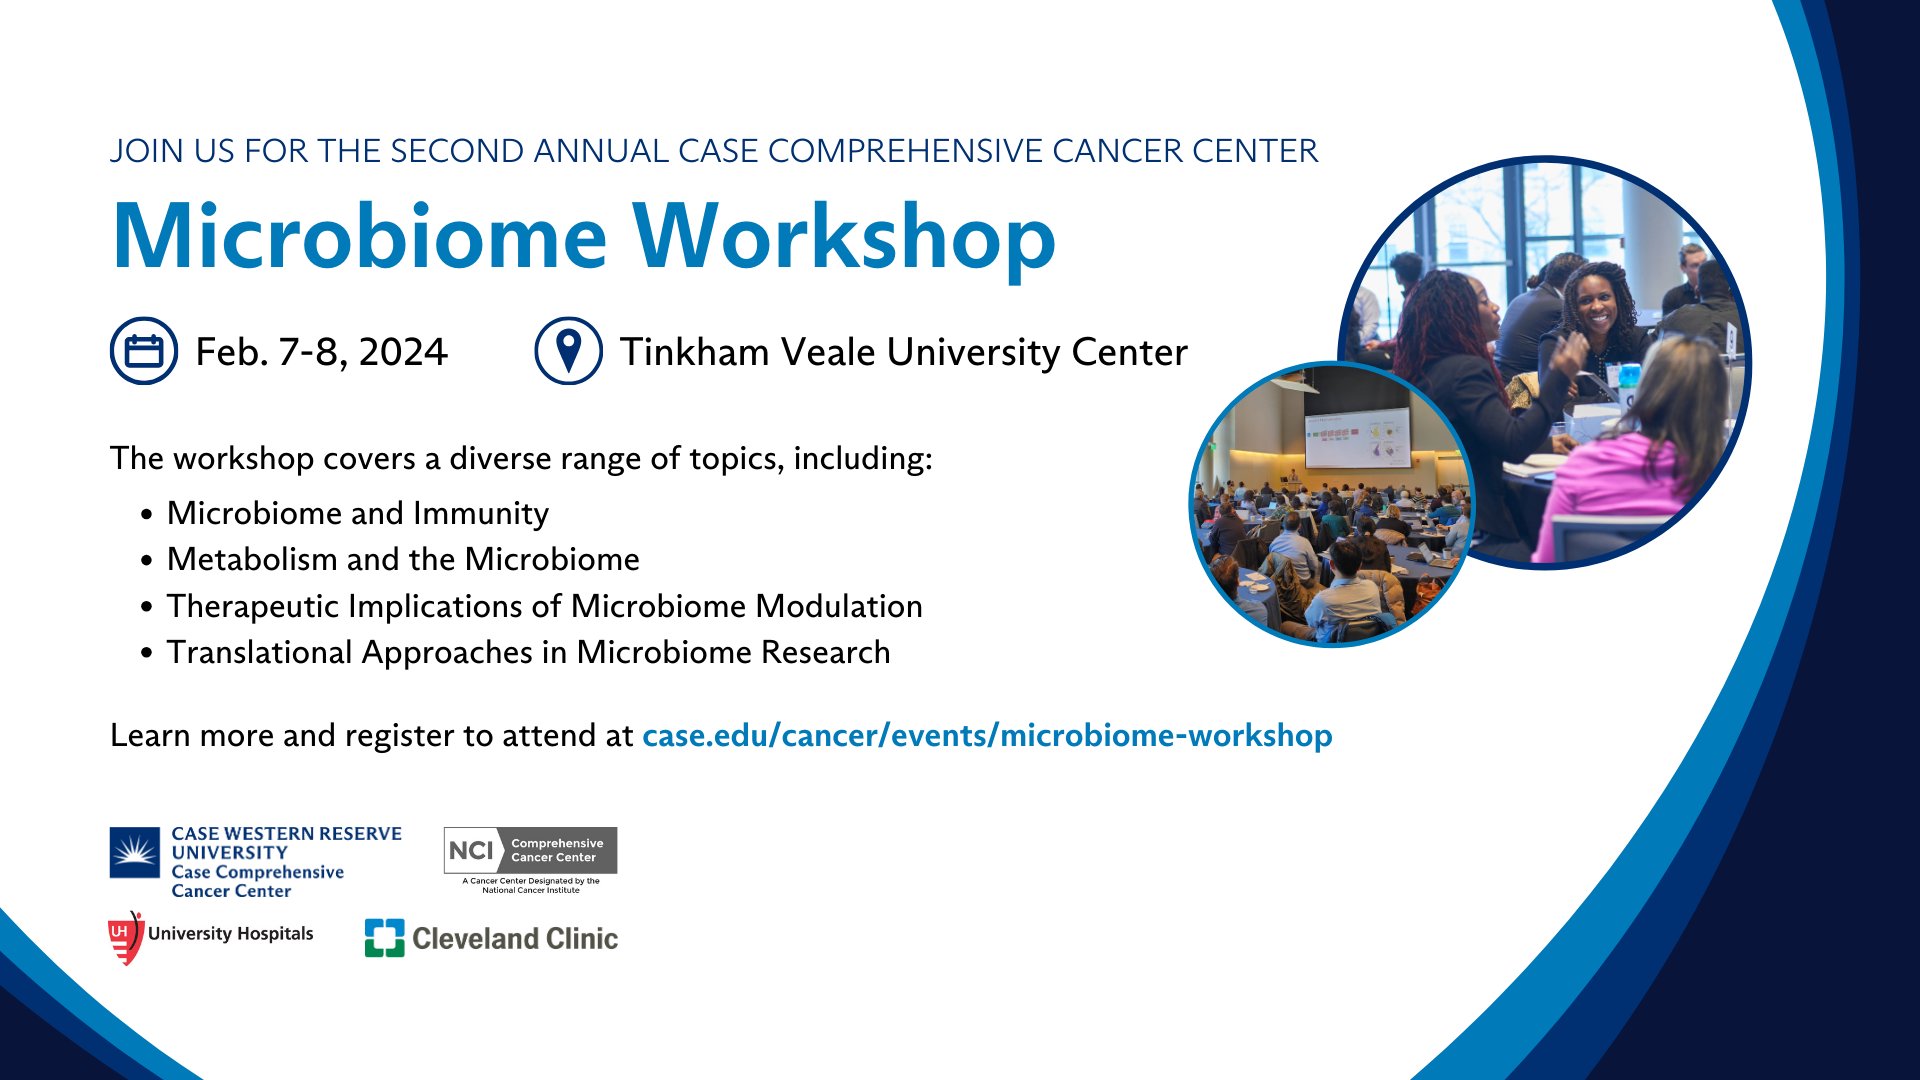 JOIN US FOR THE SECOND ANNUAL CASE COMPREHENSIVE CANCER CENTER
Microbiome Workshop
Feb. 7-8, 2024
Tinkham Veale University Center
The workshop covers a diverse range of topics, including:
• Microbiome and Immunity
• Metabolism and the Microbiome
• Therapeutic Implications of Microbiome Modulation
• Translational Approaches in Microbiome Research
Learn more and register to attend at case.edu/cancer/events/microbiome-workshop
CASE WESTERN RESERVE
UNIVERSITY
Case Comprehensive
Cancer Center
NCI
Comprehensive
Cancer Center
A Cancer Center Designated by the
National Cancer Institute
UH
University Hospitals
Cleveland Clinic